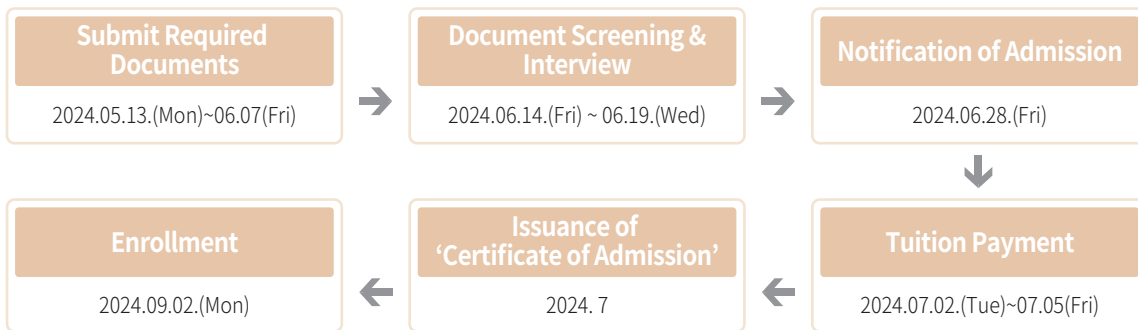 Submit Required
Documents
2024.05.13.(Mon)~06.07(Fri)
Document Screening &
Interview
2024.06.14.(Fri) ~ 06.19.(Wed)
Notification of Admission
2024.06.28.(Fri)
Tuition Payment
2024.07.02.(Tue)~07.05(Fri)
Issuance of
‘Certificate of Admission’
2024. 7
Enrollment
2024.09.02.(Mon)